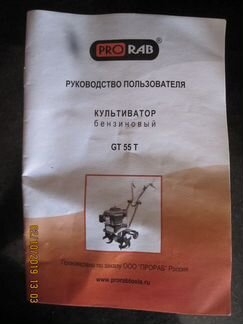 PRORAB®
РУКОВОДСТВО ПОЛЬЗОВАТЕЛЯ
КУЛЬТИВАТОР
бензиновый
GT 55 T
Произведено по заказу ООО "ПРОРАБ" Россия
www.prorabtools.ru
02/10/2019 13:03